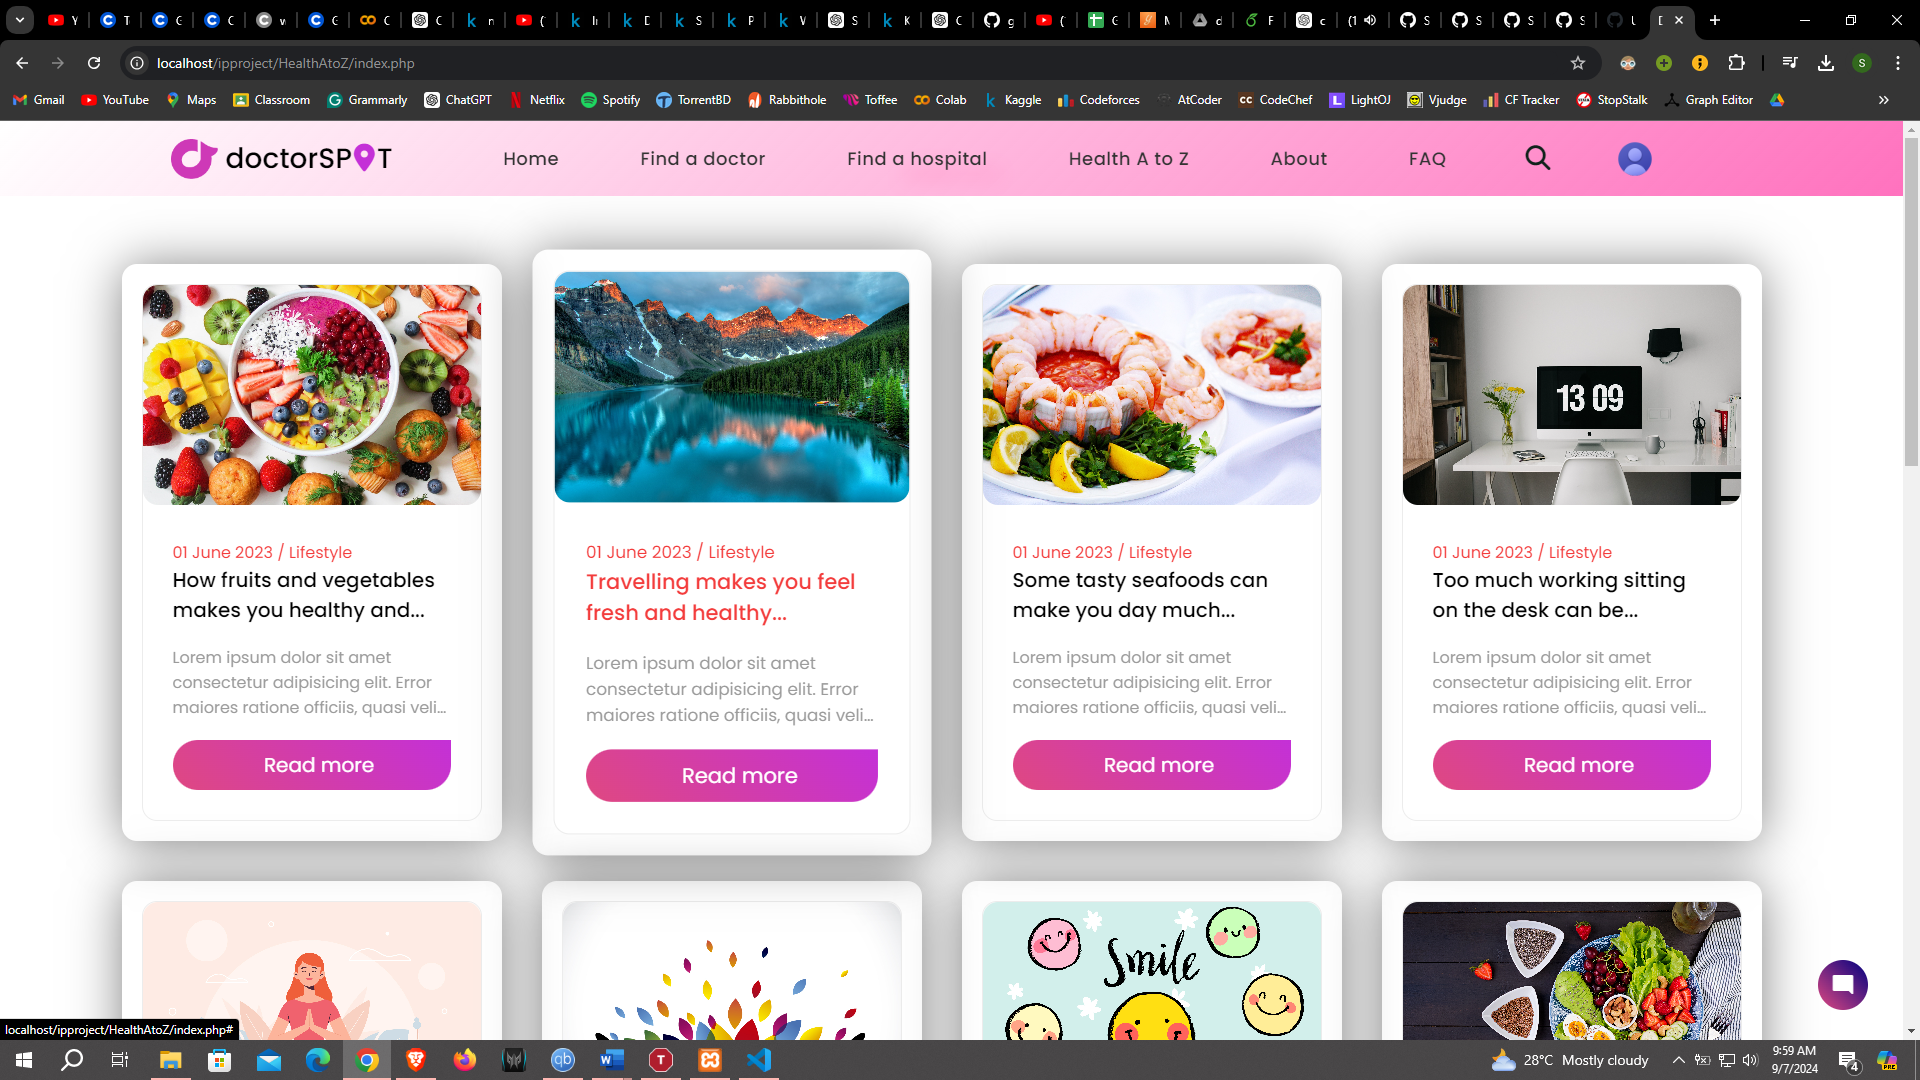 localhost/ipproject/HealthAtoZ/index.php
Gmail YouTube Maps Classroom Grammarly ChatGPT Netflix Spotify TorrentBD Rabbithole Toffee Colab Kaggle Codeforces AtCoder CodeChef LightOJ Vjudge CF Tracker StopStalk Graph Editor
doctorSPOT Home Find a doctor Find a hospital Health A to Z About FAQ
01 June 2023 / Lifestyle
How fruits and vegetables
makes you healthy and...
Lorem ipsum dolor sit amet
consectetur adipisicing elit. Error
maiores ratione officiis, quasi veli...
Read more
01 June 2023 / Lifestyle
Travelling makes you feel
fresh and healthy...
Lorem ipsum dolor sit amet
consectetur adipisicing elit. Error
maiores ratione officiis, quasi veli...
Read more
01 June 2023 / Lifestyle
Some tasty seafoods can
make you day much...
Lorem ipsum dolor sit amet
consectetur adipisicing elit. Error
maiores ratione officiis, quasi veli...
Read more
13 09
01 June 2023 / Lifestyle
Too much working sitting
on the desk can be...
Lorem ipsum dolor sit amet
consectetur adipisicing elit. Error
maiores ratione officiis, quasi veli...
Read more
Smile
localhost/ipproject/HealthAtoZ/index.php#
28°C Mostly cloudy
9:59 AM
9/7/2024
4